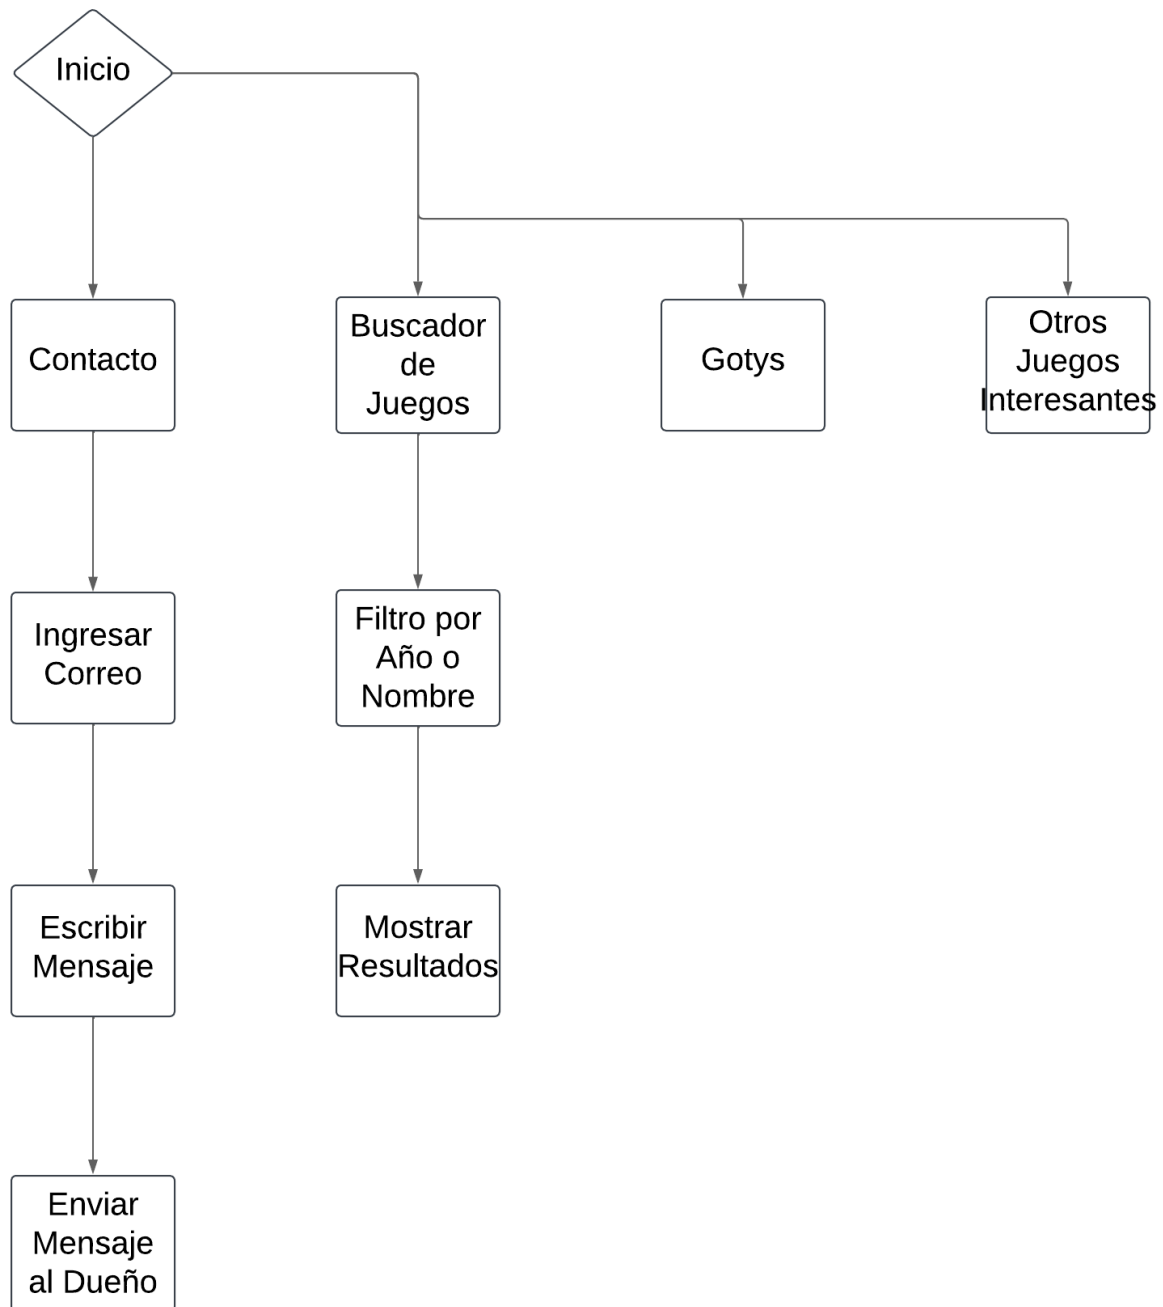 Inicio
Contacto
Buscador
de
Juegos
Gotys
Otros
Juegos
Interesantes
Ingresar
Correo
Filtro por
Año o
Nombre
Escribir
Mensaje
Mostrar
Resultados
Enviar
Mensaje
al Dueño